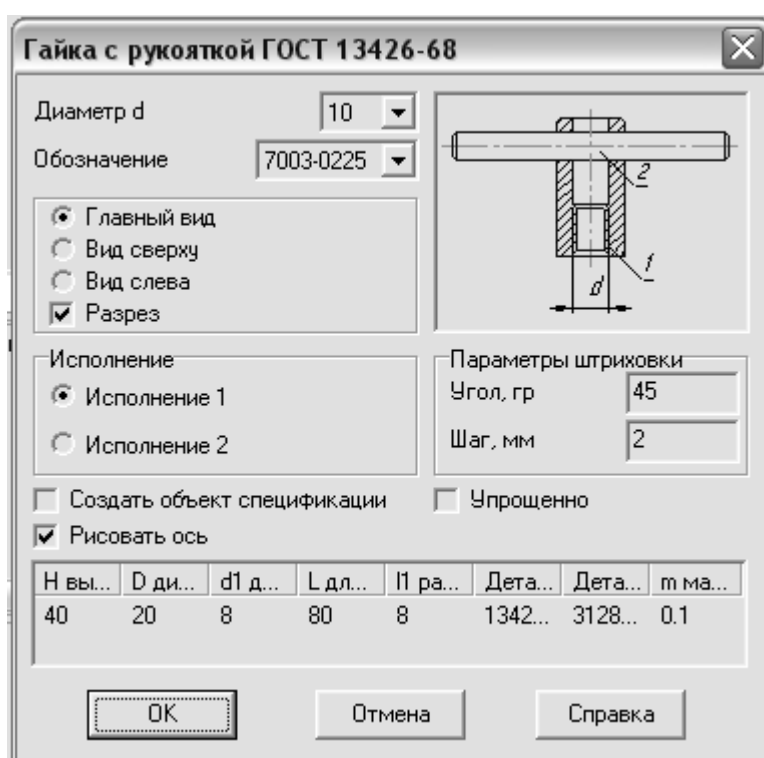 Гайка с рукояткой ГОСТ 13426-68
Диаметр d 10
Обозначение 7003-0225
Главный вид
Вид сверху
Вид слева
Разрез
2
1
d
Исполнение
Исполнение 1
Исполнение 2
Параметры штриховки
Угол, гр 45
Шаг, мм 2
Создать объект спецификации Упрощенно
Рисовать ось
H вы... D ди... d1 д... L дл... l1 ра... Дета... Дета... m ма...
40 20 8 80 8 1342... 3128... 0.1
OK Отмена Справка